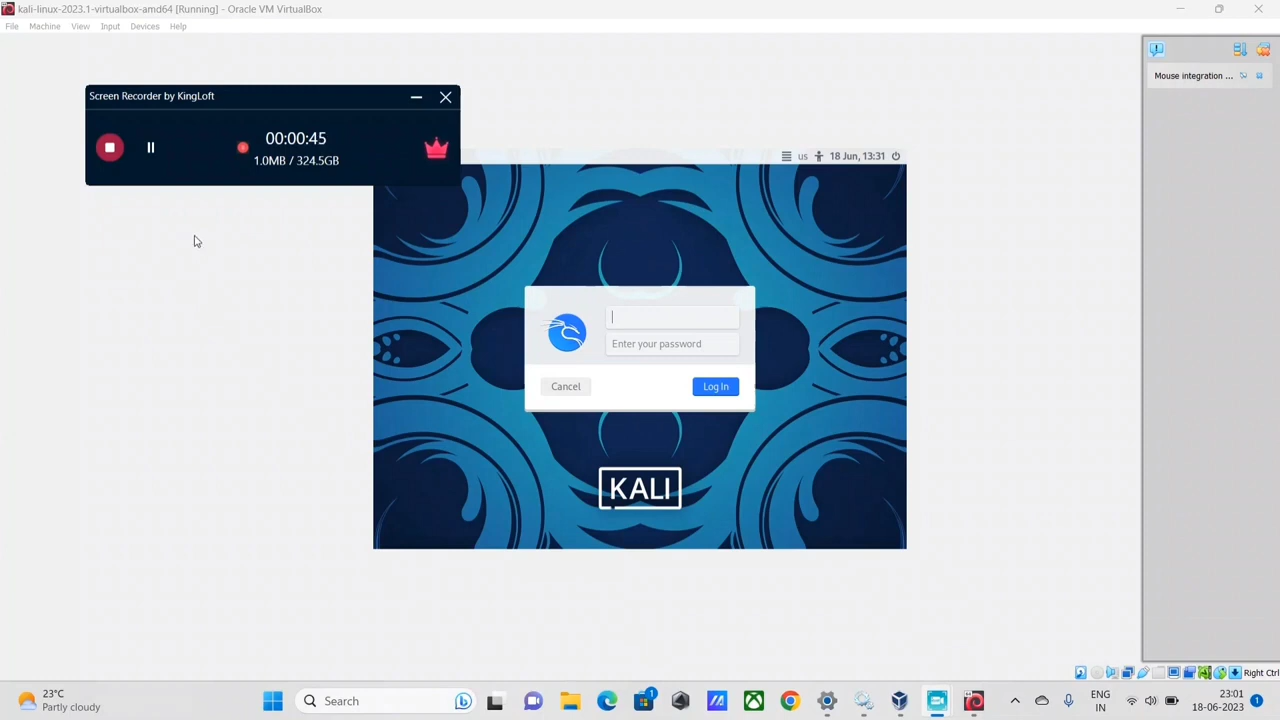 kali-linux-2023.1-virtualbox-amd64 [Running] - Oracle VM VirtualBox
File Machine View Input Devices Help
Mouse integration ...
Screen Recorder by KingLoft
00:00:45
1.0MB / 324.5GB
us 18 Jun, 13:31
Enter your password
Cancel Log In
KALI
Right Ctrl
23°C
Partly cloudy
Search
1
ENG
IN
23:01
18-06-2023
1